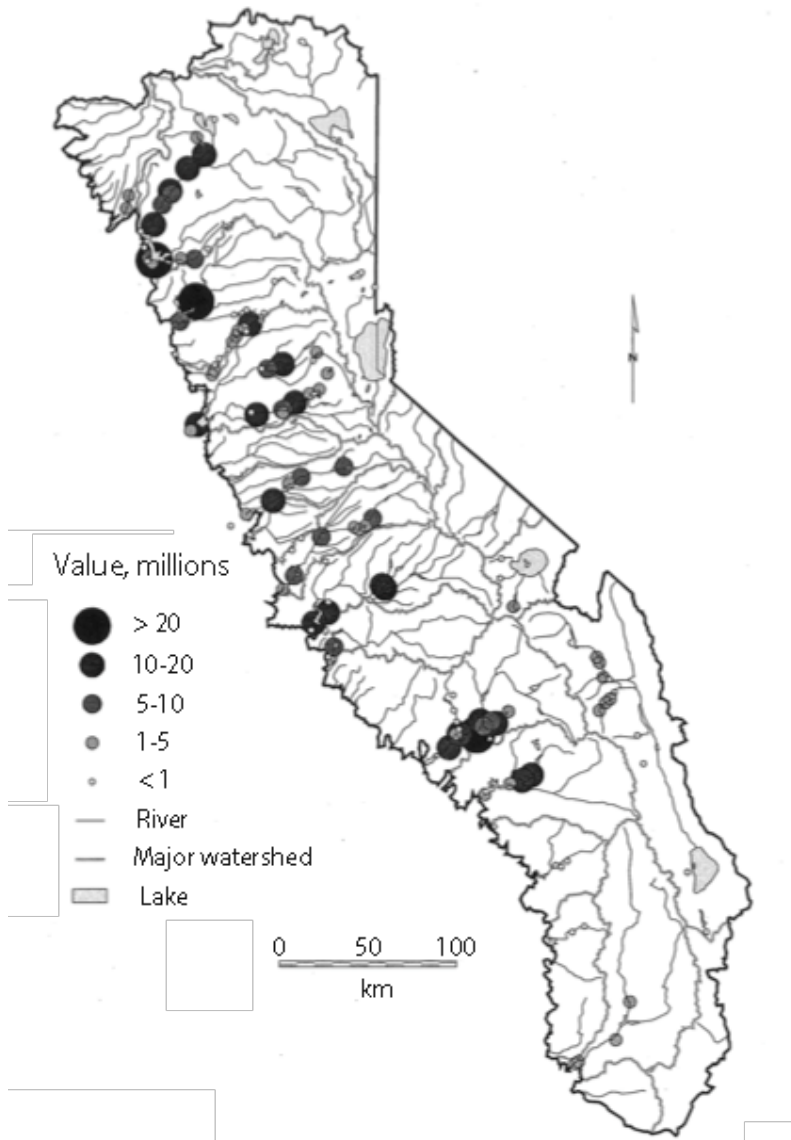 N
Value, millions
> 20
10-20
5-10
1-5
< 1
River
Major watershed
Lake
0 50 100
km